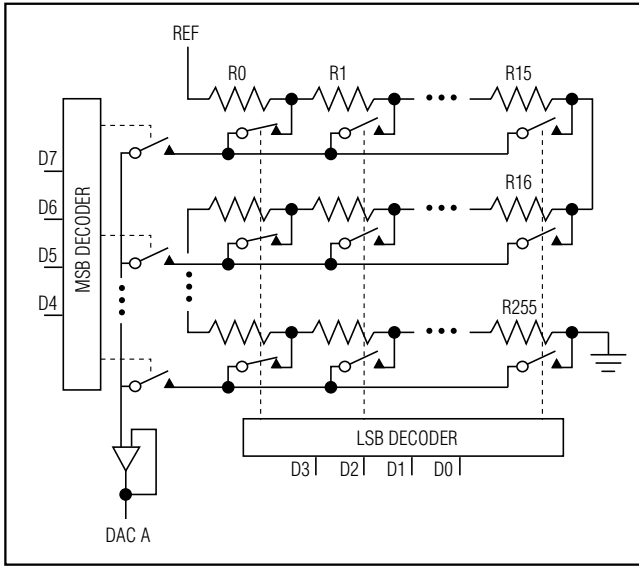 REF
R0 R1 R15
D7
D6
D5
D4
MSB DECODER
R16
R255
LSB DECODER
D3 D2 D1 D0
DAC A